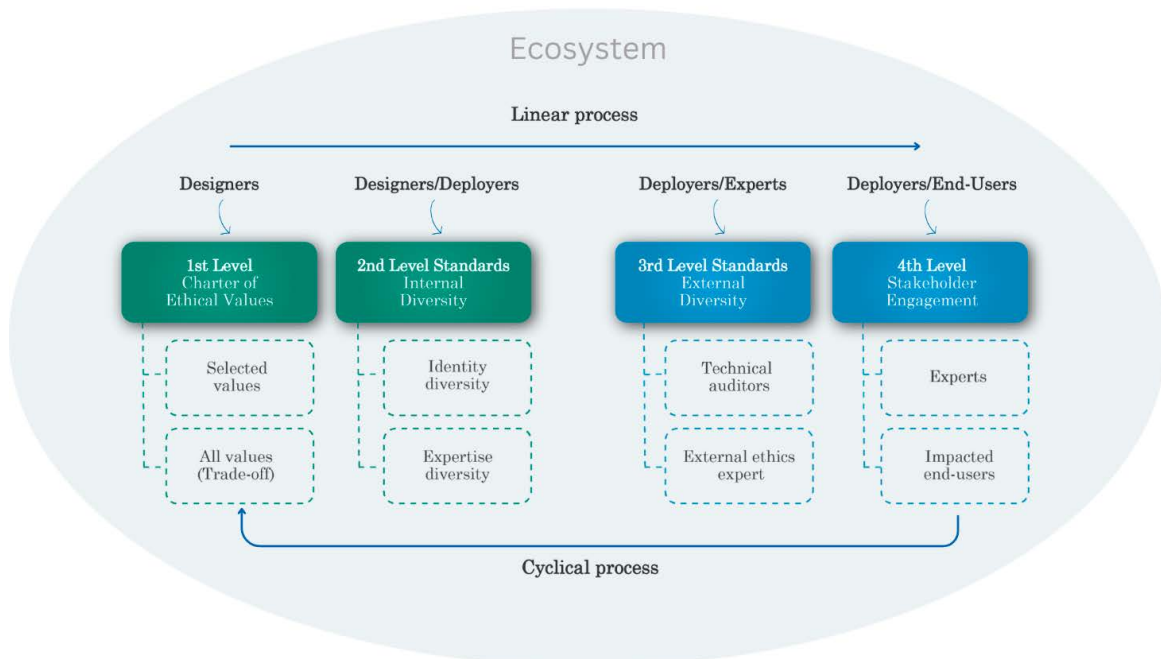 Ecosystem
Linear process
Designers
Designers/Deployers
Deployers/Experts
Deployers/End-Users
1st Level
Charter of
Ethical Values
2nd Level Standards
Internal
Diversity
3rd Level Standards
External
Diversity
4th Level
Stakeholder
Engagement
Selected
values
Identity
diversity
Technical
auditors
Experts
All values
(Trade-off)
Expertise
diversity
External ethics
expert
Impacted
end-users
Cyclical process